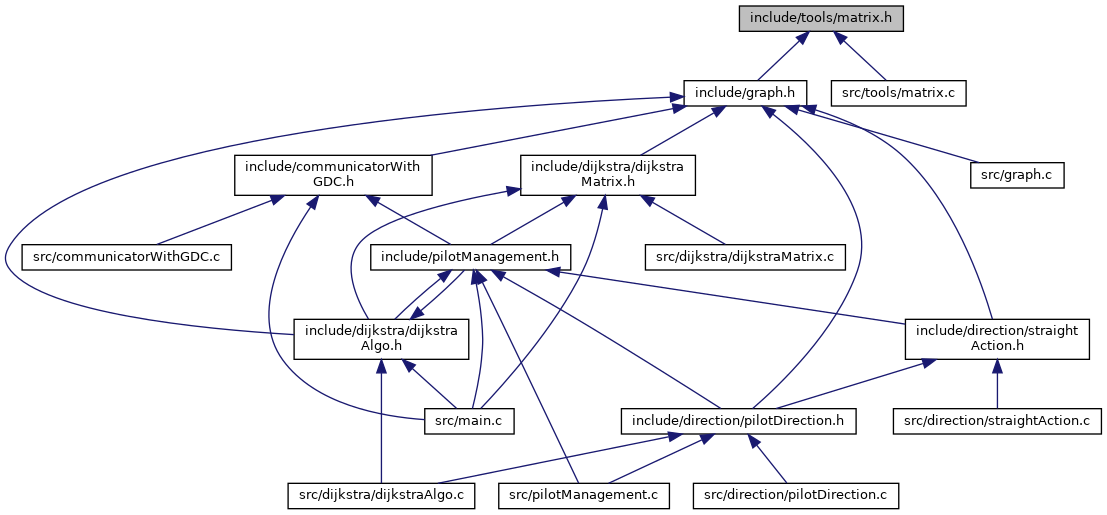 include/tools/matrix.h
include/graph.h
src/tools/matrix.c
include/communicatorWith
GDC.h
include/dijkstra/dijkstra
Matrix.h
src/graph.c
src/communicatorWithGDC.c
include/pilotManagement.h
src/dijkstra/dijkstraMatrix.c
include/dijkstra/dijkstra
Algo.h
include/direction/straight
Action.h
src/main.c
include/direction/pilotDirection.h
src/direction/straightAction.c
src/dijkstra/dijkstraAlgo.c
src/pilotManagement.c
src/direction/pilotDirection.c